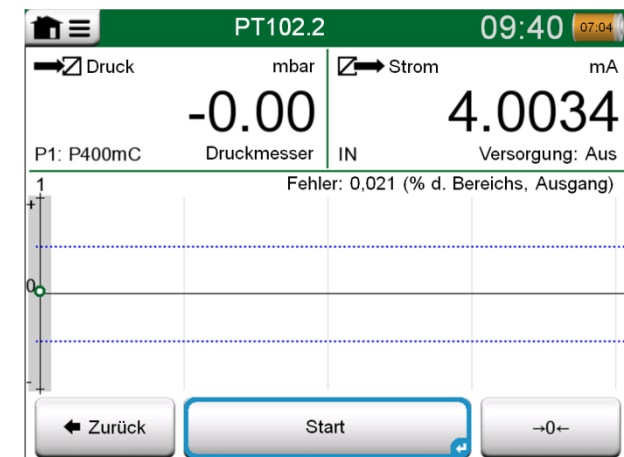 PT102.2 09:40 07:04
Druck mbar Strom mA
-0.00 4.0034
P1: P400mC Druckmesser IN Versorgung: Aus
1 Fehler: 0,021 (% d. Bereichs, Ausgang)
+
0
-
Zurück Start →0←